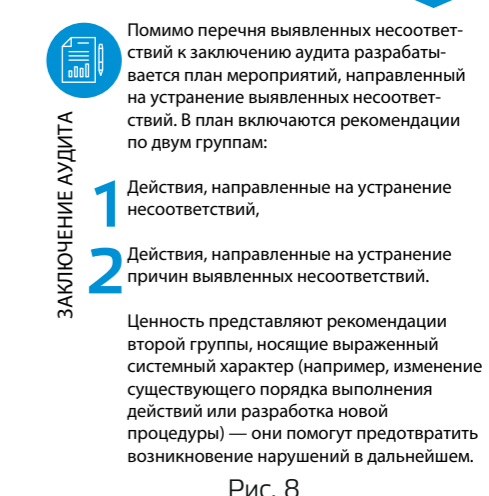 ЗАКЛЮЧЕНИЕ АУДИТА
Помимо перечня выявленных несоответ-
ствий к заключению аудита разрабаты-
вается план мероприятий, направленный
на устранение выявленных несоответ-
ствий. В план включаются рекомендации
по двум группам:
1 Действия, направленные на устранение
несоответствий,
2 Действия, направленные на устранение
причин выявленных несоответствий.
Ценность представляют рекомендации
второй группы, носящие выраженный
системный характер (например, изменение
существующего порядка выполнения
действий или разработка новой
процедуры) — они помогут предотвратить
возникновение нарушений в дальнейшем.
Рис. 8